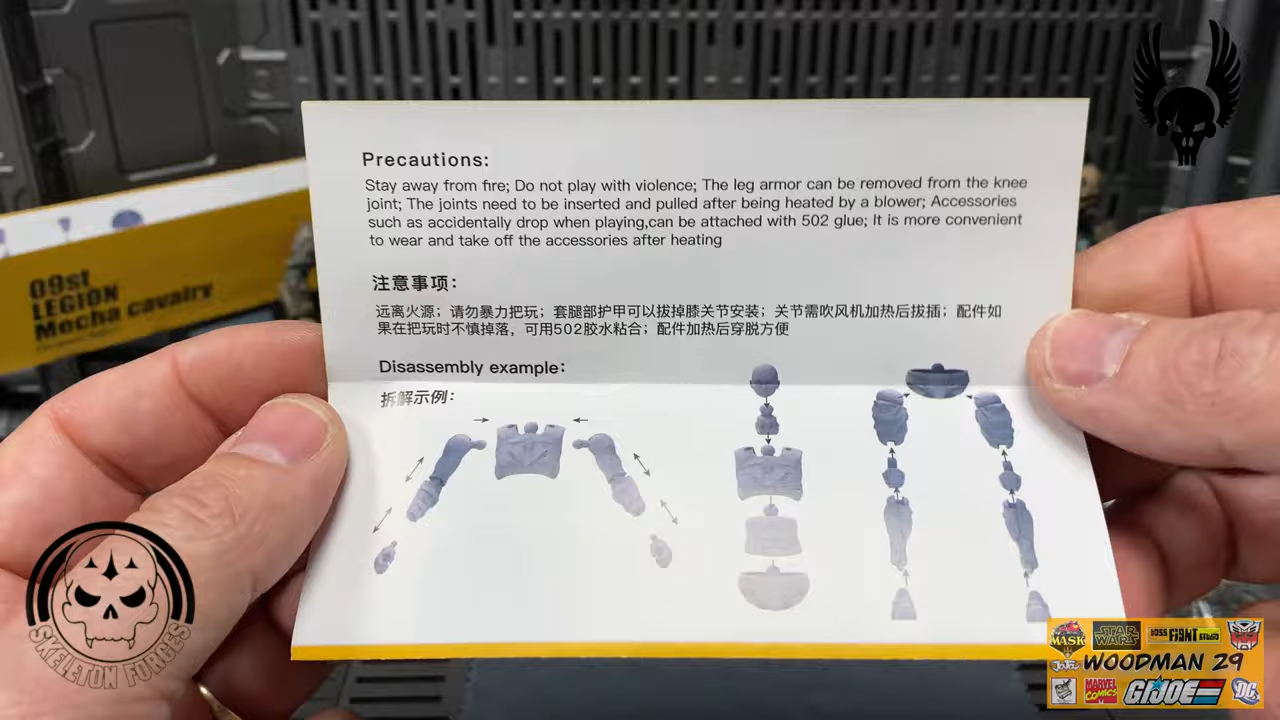 Precautions:
Stay away from fire; Do not play with violence; The leg armor can be removed from the knee
joint; The joints need to be inserted and pulled after being heated by a blower; Accessories
such as accidentally drop when playing,can be attached with 502 glue; It is more convenient
to wear and take off the accessories after heating
注意事项：
远离火源；请勿暴力把玩；套腿部护甲可以拔掉膝关节安装；关节需吹风机加热后拔插；配件如
果在把玩时不慎掉落，可用502胶水粘合；配件加热后穿脱方便
Disassembly example:
拆解示例：
09st
LEGION
Mecha cavalry
SKELETON FORCES
MASK
STAR WARS
BOSS FIGHT STUDIO
JoJo's
WOODMAN 29
MARVEL COMICS
GIJOE
DC